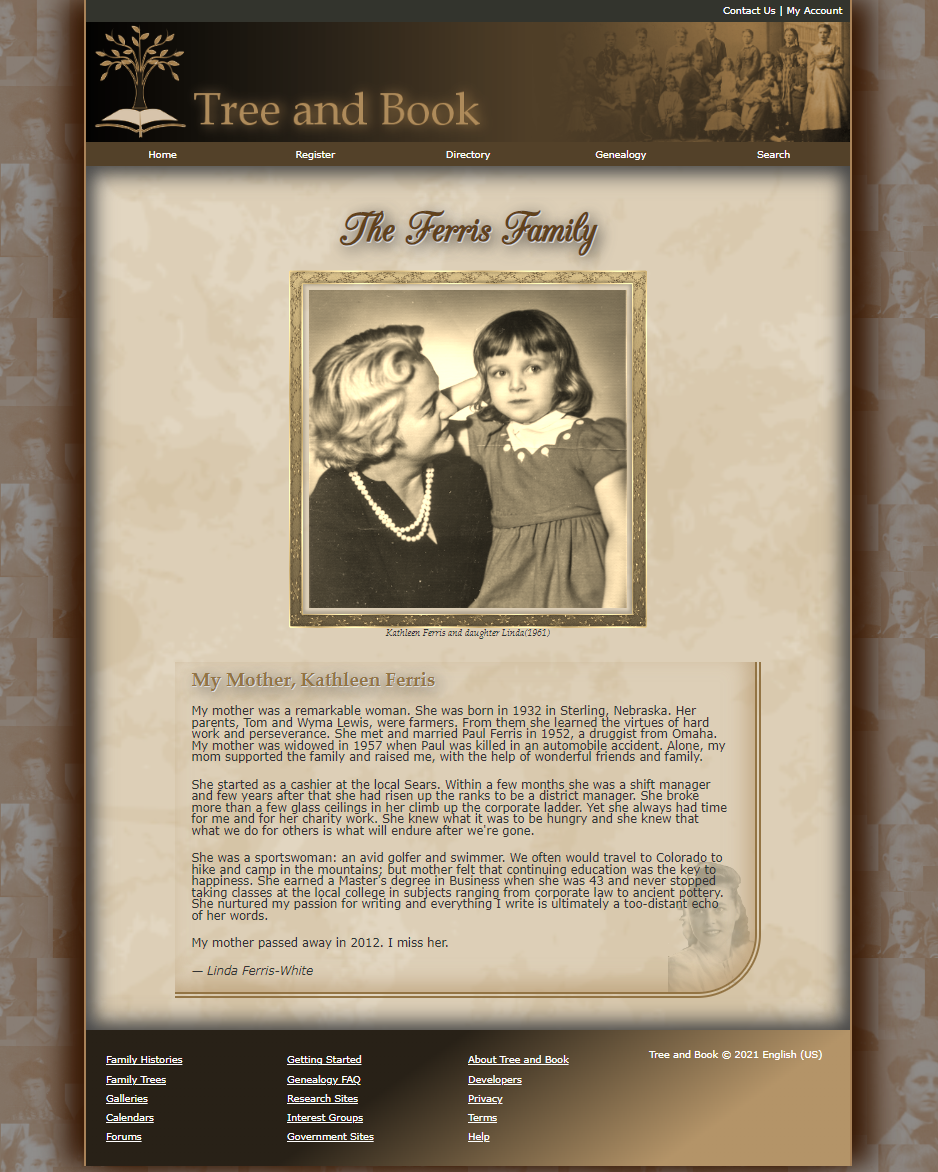 Contact Us | My Account
Tree and Book
Home Register Directory Genealogy Search
The Ferris Family
Kathleen Ferris and daughter Linda(1961)
My Mother, Kathleen Ferris
My mother was a remarkable woman. She was born in 1932 in Sterling, Nebraska. Her
parents, Tom and Wyma Lewis, were farmers. From them she learned the virtues of hard
work and perseverance. She met and married Paul Ferris in 1952, a druggist from Omaha.
My mother was widowed in 1957 when Paul was killed in an automobile accident. Alone, my
mom supported the family and raised me, with the help of wonderful friends and family.
She started as a cashier at the local Sears. Within a few months she was a shift manager
and few years after that she had risen up the ranks to be a district manager. She broke
more than a few glass ceilings in her climb up the corporate ladder. Yet she always had time
for me and for her charity work. She knew what it was to be hungry and she knew that
what we do for others is what will endure after we're gone.
She was a sportswoman: an avid golfer and swimmer. We often would travel to Colorado to
hike and camp in the mountains; but mother felt that continuing education was the key to
happiness. She earned a Master's degree in Business when she was 43 and never stopped
taking classes at the local college in subjects ranging from corporate law to ancient pottery.
She nurtured my passion for writing and everything I write is ultimately a too-distant echo
of her words.
My mother passed away in 2012. I miss her.
— Linda Ferris-White
Family Histories
Family Trees
Galleries
Calendars
Forums
Getting Started
Genealogy FAQ
Research Sites
Interest Groups
Government Sites
About Tree and Book
Developers
Privacy
Terms
Help
Tree and Book © 2021 English (US)